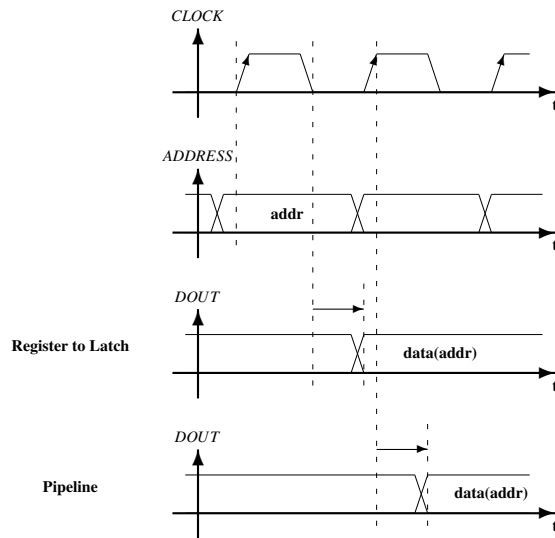 CLOCK
t
ADDRESS
addr
t
DOUT
Register to Latch
data(addr)
t
DOUT
Pipeline
data(addr)
t